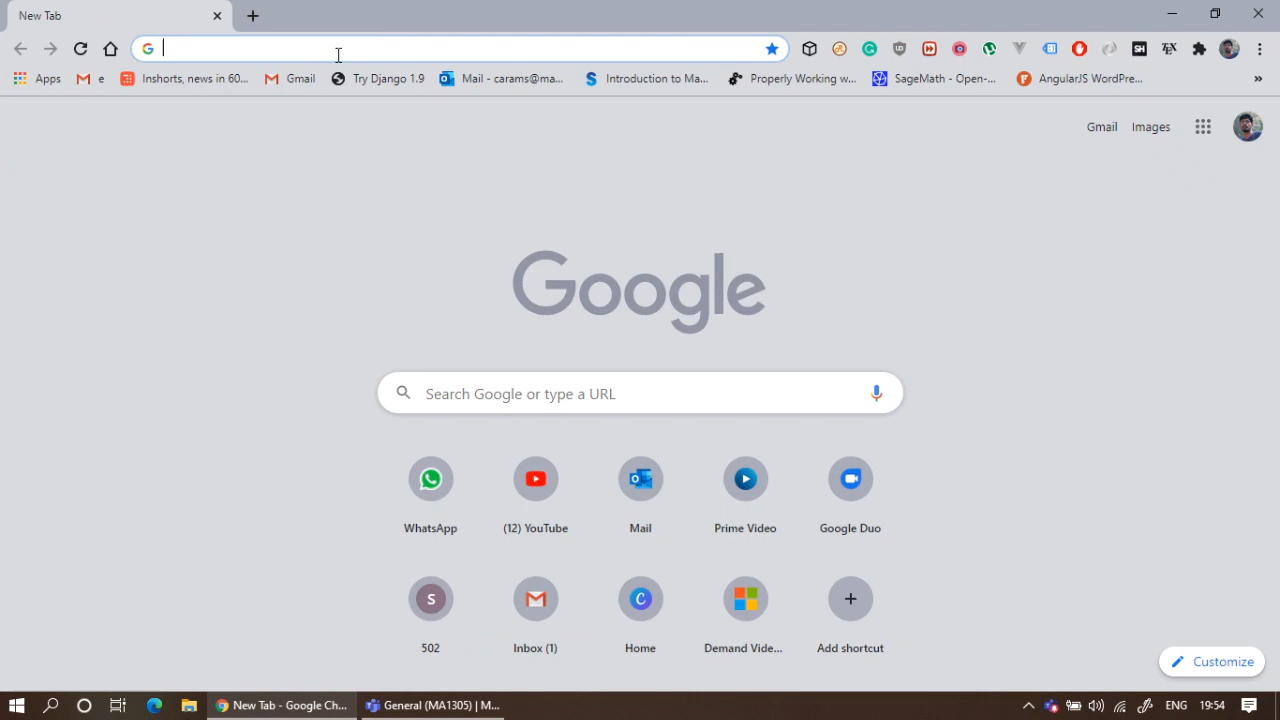 New Tab
Apps e Inshorts, news in 60... Gmail Try Django 1.9 Mail - carams@ma... Introduction to Ma... Properly Working w... SageMath - Open-... AngularJS WordPre... »
Gmail Images
Google
Search Google or type a URL
WhatsApp (12) YouTube Mail Prime Video Google Duo
S
502 Inbox (1) Home Demand Vide... Add shortcut
Customize
New Tab - Google Ch... General (MA1305) | M... ENG 19:54